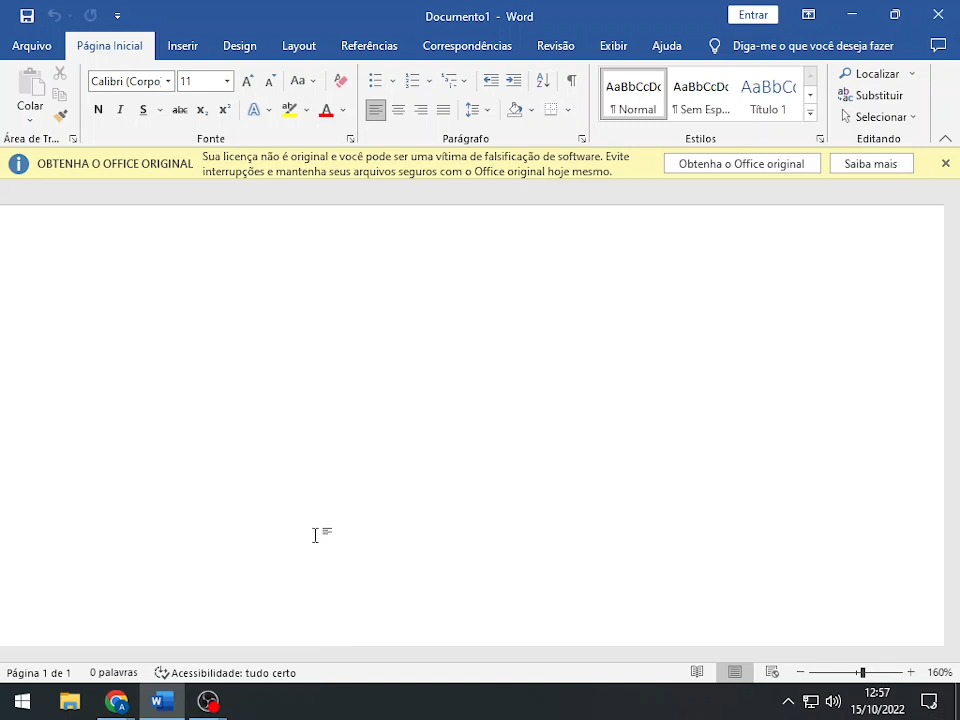 Documento1 - Word
Entrar
Arquivo
Página Inicial
Inserir
Design
Layout
Referências
Correspondências
Revisão
Exibir
Ajuda
Diga-me o que você deseja fazer
Colar
Calibri (Corpo
11
Aa
N I S abc x₂ x²
A
A
AaBbCcDc
¶ Normal
AaBbCcDc
¶ Sem Esp...
AaBbCc
Título 1
Localizar
Substituir
Selecionar
Área de Tr...
Fonte
Parágrafo
Estilos
Editando
OBTENHA O OFFICE ORIGINAL
Sua licença não é original e você pode ser uma vítima de falsificação de software. Evite
interrupções e mantenha seus arquivos seguros com o Office original hoje mesmo.
Obtenha o Office original
Saiba mais
Página 1 de 1
0 palavras
Acessibilidade: tudo certo
160%
12:57
15/10/2022